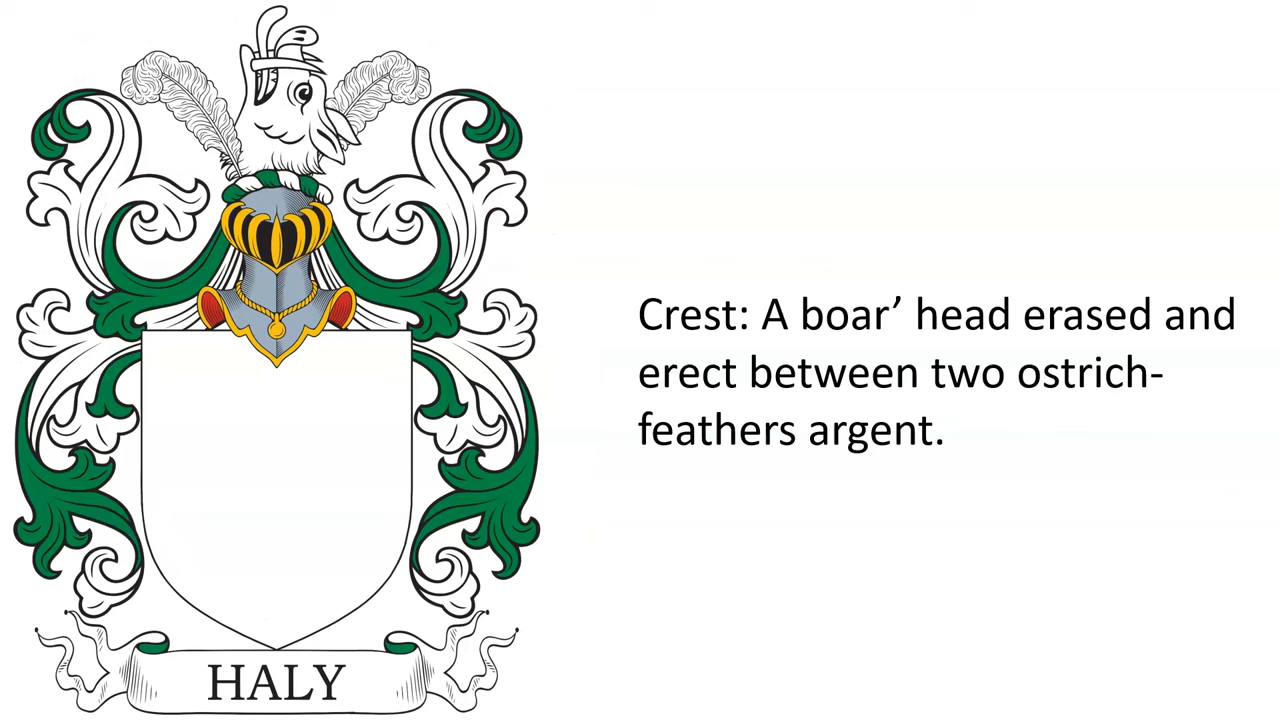 Crest: A boar’ head erased and
erect between two ostrich-
feathers argent.
HALY